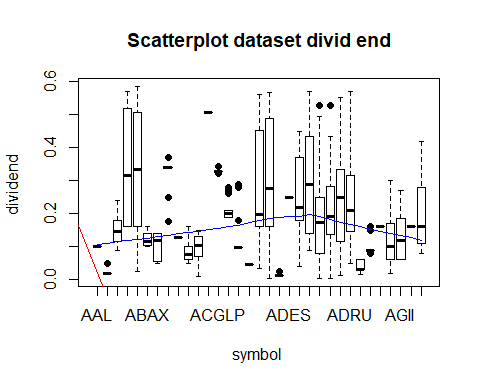 Scatterplot dataset divid end
dividend
0.6
0.4
0.2
0.0
AAL ABAX ACGLP ADES ADRU AGII
symbol